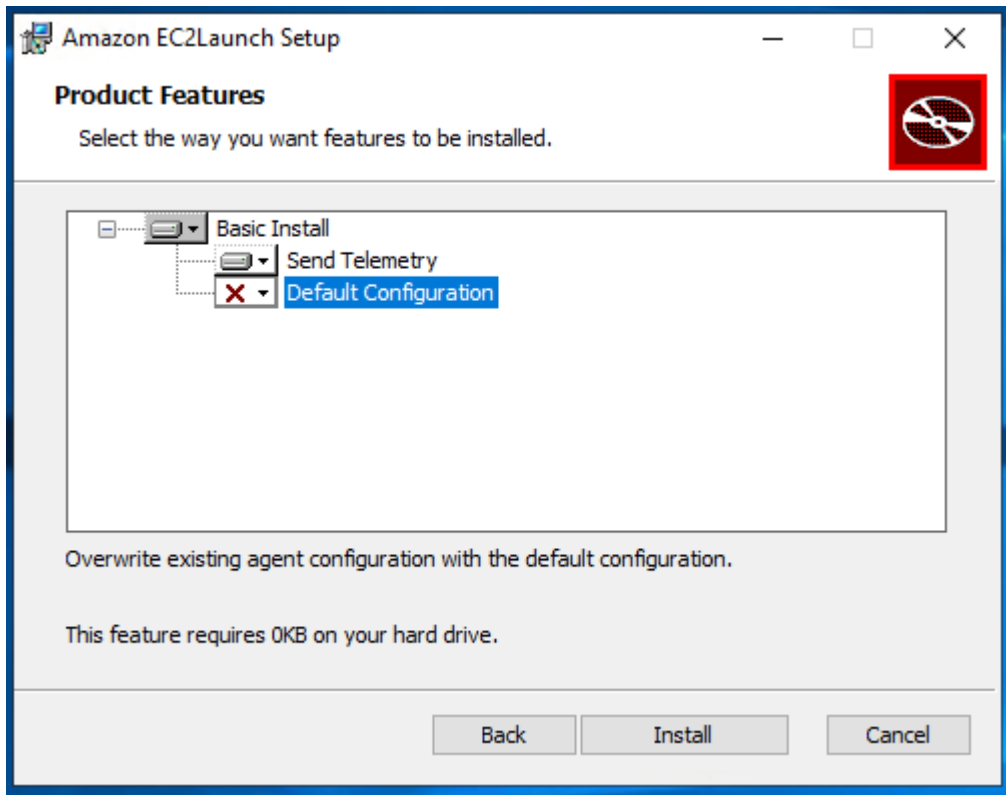 Amazon EC2Launch Setup
Product Features
Select the way you want features to be installed.
Basic Install
Send Telemetry
Default Configuration
Overwrite existing agent configuration with the default configuration.
This feature requires 0KB on your hard drive.
Back Install Cancel